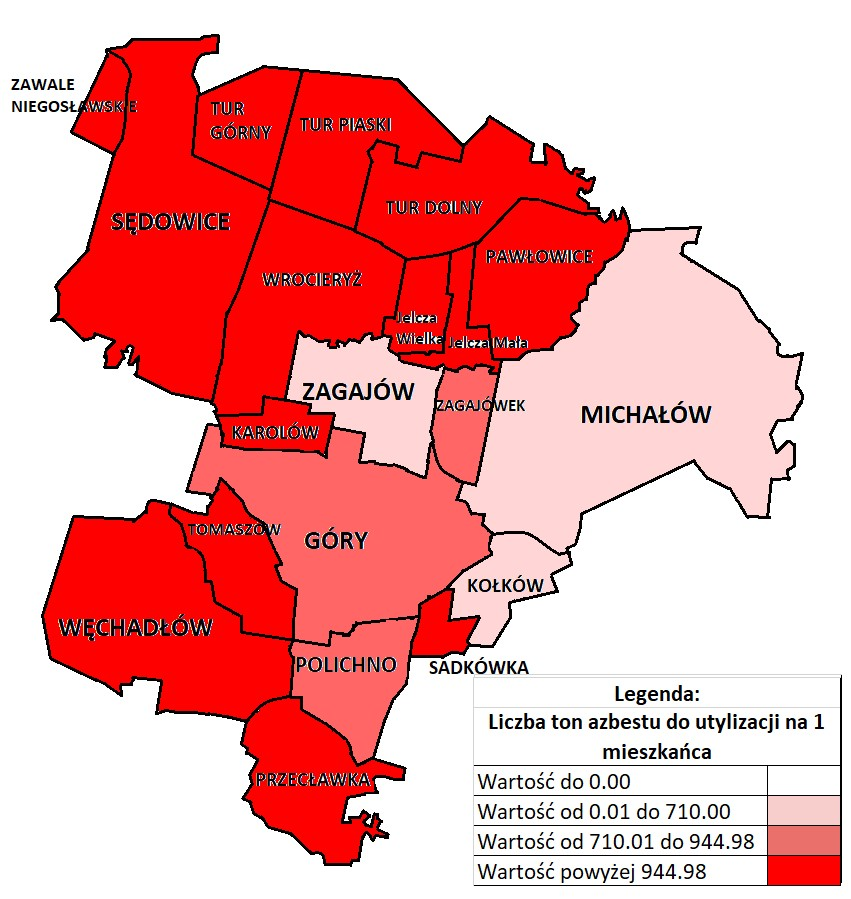 ZAWALE
NIEGOSŁAWSKIE
TUR
GÓRNY
TUR PIASKI
SĘDOWICE
TUR DOLNY
WROCIERYŻ
PAWŁOWICE
Jelcza
Wielka
Jelcza Mała
ZAGAJÓW
ZAGAJÓWEK
MICHAŁÓW
KAROLÓW
TOMASZÓW
GÓRY
KOŁKÓW
WĘCHADŁÓW
POLICHNO
SADKÓWKA
PRZECŁAWKA
Legenda:
Liczba ton azbestu do utylizacji na 1
mieszkańca
Wartość do 0.00
Wartość od 0.01 do 710.00
Wartość od 710.01 do 944.98
Wartość powyżej 944.98